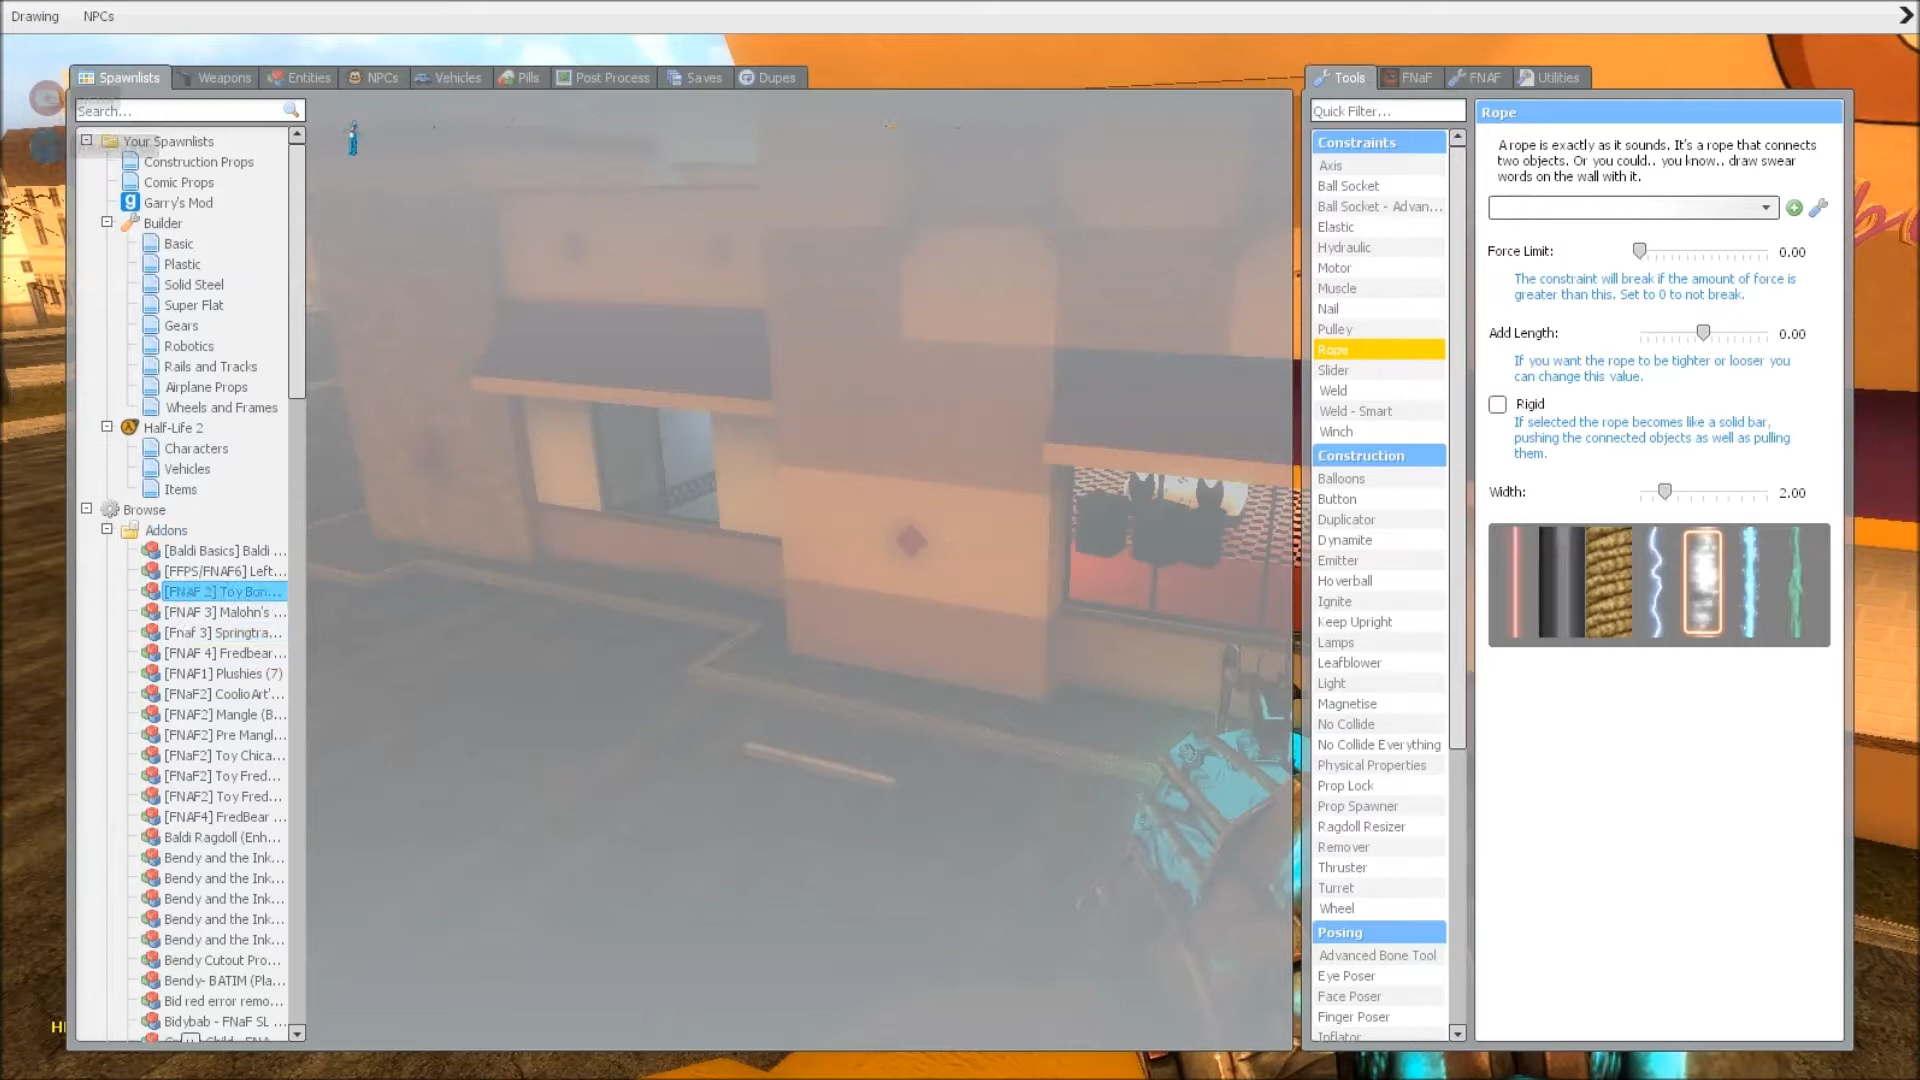 Drawing
NPCs
Spawnlists
Weapons
Entities
NPCs
Vehicles
Pills
Post Process
Saves
Dupes
Search...
Your Spawnlists
Construction Props
Comic Props
Garry's Mod
Builder
Basic
Plastic
Solid Steel
Super Flat
Gears
Robotics
Rails and Tracks
Airplane Props
Wheels and Frames
Half-Life 2
Characters
Vehicles
Items
Browse
Addons
[Baldi Basics] Baldi ...
[FFPS/FNAF6] Left...
[FNAF 2] Toy Bon...
[FNAF 3] Malohn's ...
[Fnaf 3] Springtra...
[FNAF 4] Fredbear...
[FNAF1] Plushies (7)
[FNaF2] CoolioArt'...
[FNAF2] Mangle (B...
[FNAF2] Pre Mangl...
[FNaF2] Toy Chica...
[FNaF2] Toy Fred...
[FNAF2] Toy Fred...
[FNAF4] FredBear ...
Baldi Ragdoll (Enh...
Bendy and the Ink...
Bendy and the Ink...
Bendy and the Ink...
Bendy and the Ink...
Bendy and the Ink...
Bendy Cutout Pro...
Bendy- BATIM (Pla...
Bid red error remo...
Bidybab - FNaF SL ...
Tools
FNaF
FNAF
Utilities
Quick Filter...
Constraints
Axis
Ball Socket
Ball Socket - Advan...
Elastic
Hydraulic
Motor
Muscle
Nail
Pulley
Rope
Slider
Weld
Weld - Smart
Winch
Construction
Balloons
Button
Duplicator
Dynamite
Emitter
Hoverball
Ignite
Keep Upright
Lamps
Leafblower
Light
Magnetise
No Collide
No Collide Everything
Physical Properties
Prop Lock
Prop Spawner
Ragdoll Resizer
Remover
Thruster
Turret
Wheel
Posing
Advanced Bone Tool
Eye Poser
Face Poser
Finger Poser
Inflator
Rope
A rope is exactly as it sounds. It's a rope that connects
two objects. Or you could.. you know.. draw swear
words on the wall with it.
Force Limit: 0.00
The constraint will break if the amount of force is
greater than this. Set to 0 to not break.
Add Length: 0.00
If you want the rope to be tighter or looser you
can change this value.
Rigid
If selected the rope becomes like a solid bar,
pushing the connected objects as well as pulling
them.
Width: 2.00